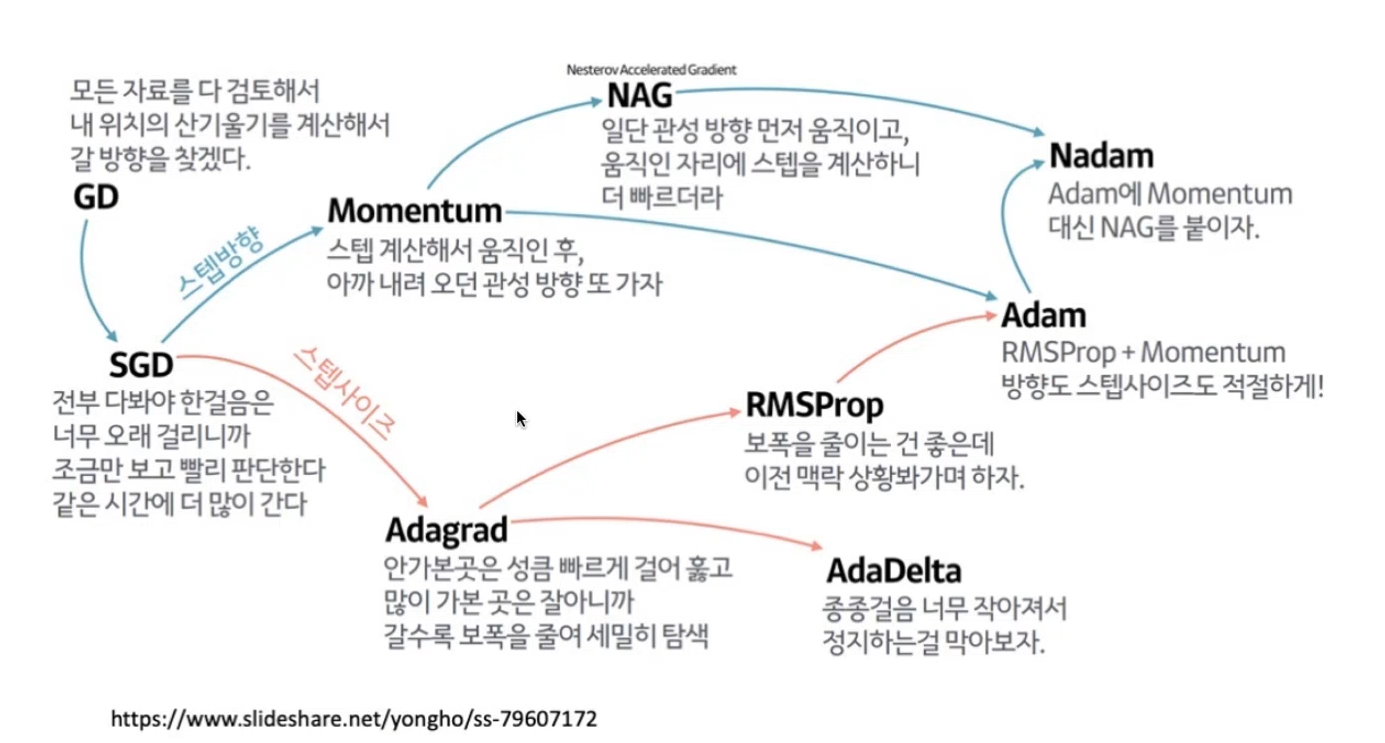 모든 자료를 다 검토해서
내 위치의 산기울기를 계산해서
갈 방향을 찾겠다.
GD
스텝방향
SGD
전부 다봐야 한걸음은
너무 오래 걸리니까
조금만 보고 빨리 판단한다
같은 시간에 더 많이 간다
Momentum
스텝 계산해서 움직인 후,
아까 내려 오던 관성 방향 또 가자
Nesterov Accelerated Gradient
NAG
일단 관성 방향 먼저 움직이고,
움직인 자리에 스텝을 계산하니
더 빠르더라
Nadam
Adam에 Momentum
대신 NAG를 붙이자.
Adam
RMSProp + Momentum
방향도 스텝사이즈도 적절하게!
스텝사이즈
RMSProp
보폭을 줄이는 건 좋은데
이전 맥락 상황봐가며 하자.
Adagrad
안가본곳은 성큼 빠르게 걸어 훑고
많이 가본 곳은 잘아니까
갈수록 보폭을 줄여 세밀히 탐색
AdaDelta
종종걸음 너무 작아져서
정지하는걸 막아보자.
https://www.slideshare.net/yongho/ss-79607172